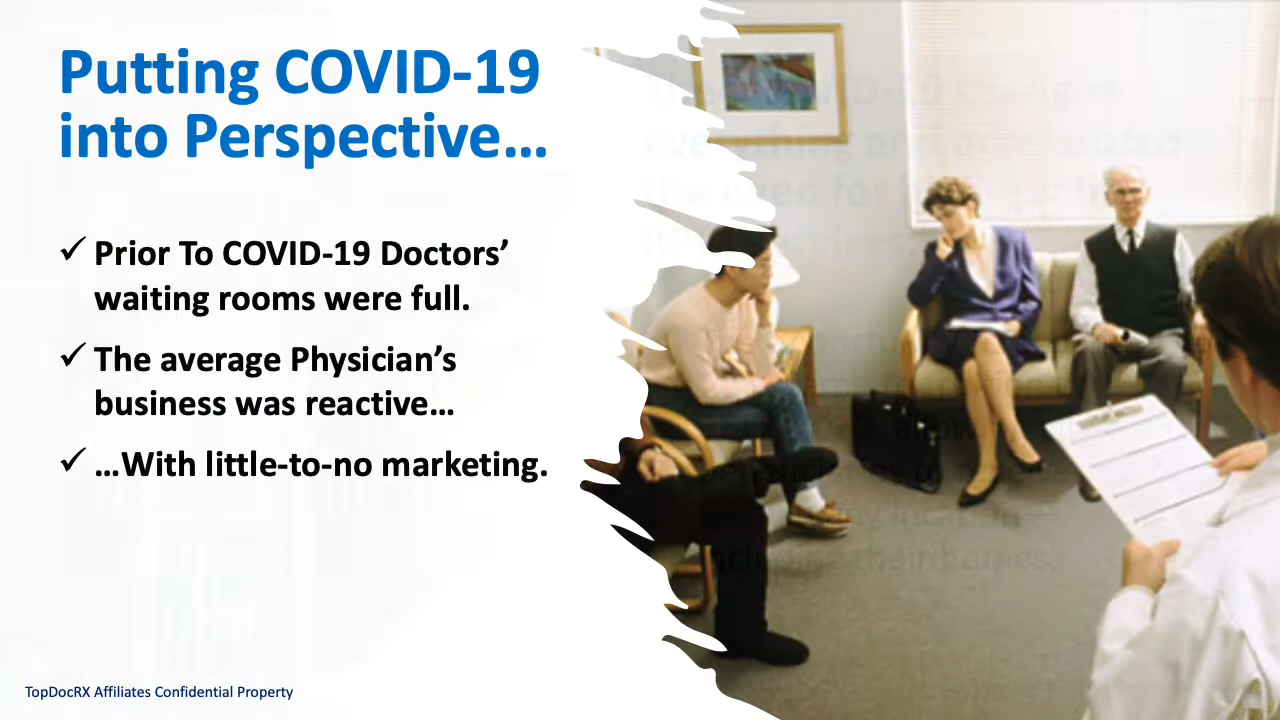 Putting COVID-19
into Perspective…
✓ Prior To COVID-19 Doctors’
waiting rooms were full.
✓ The average Physician’s
business was reactive…
✓ …With little-to-no marketing.
TopDocRX Affiliates Confidential Property